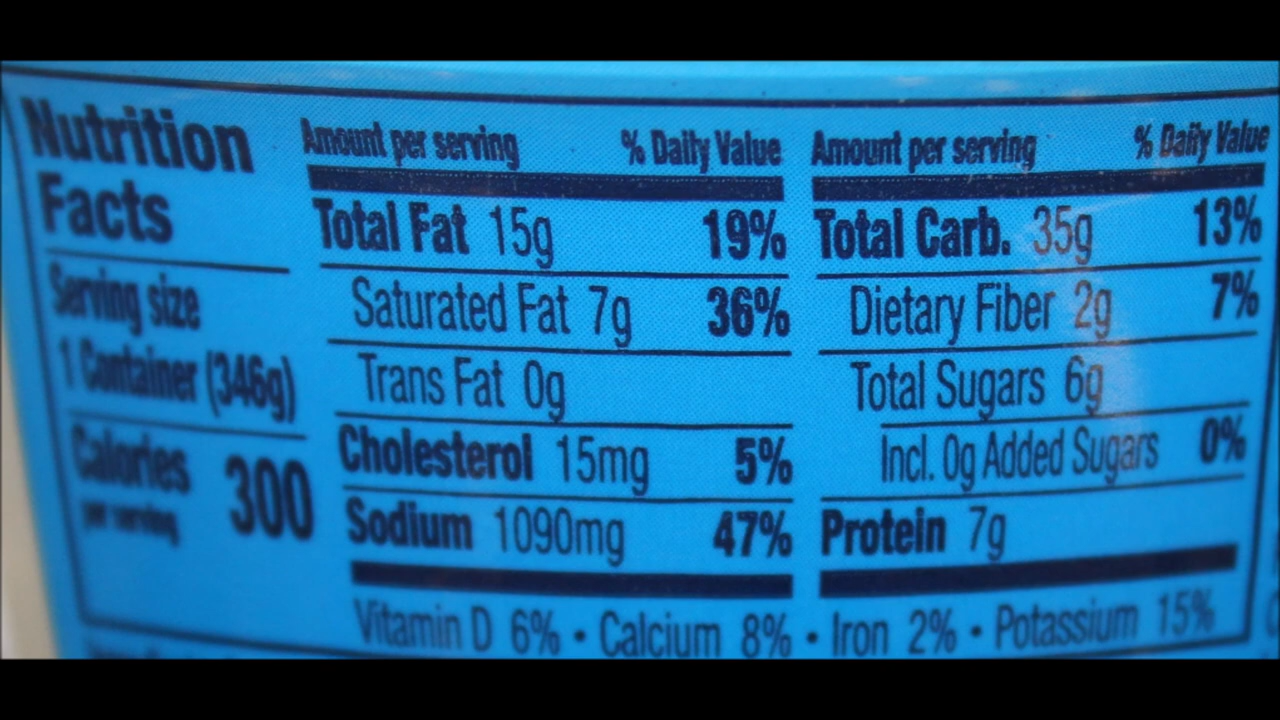 Nutrition
Facts
Serving size
1 Container (346g)
Calories
per serving
300
Amount per serving % Daily Value
Total Fat 15g 19%
Saturated Fat 7g 36%
Trans Fat 0g
Cholesterol 15mg 5%
Sodium 1090mg 47%
Amount per serving % Daily Value
Total Carb. 35g 13%
Dietary Fiber 2g 7%
Total Sugars 6g
Incl. 0g Added Sugars 0%
Protein 7g
Vitamin D 6% • Calcium 8% • Iron 2% • Potassium 15%